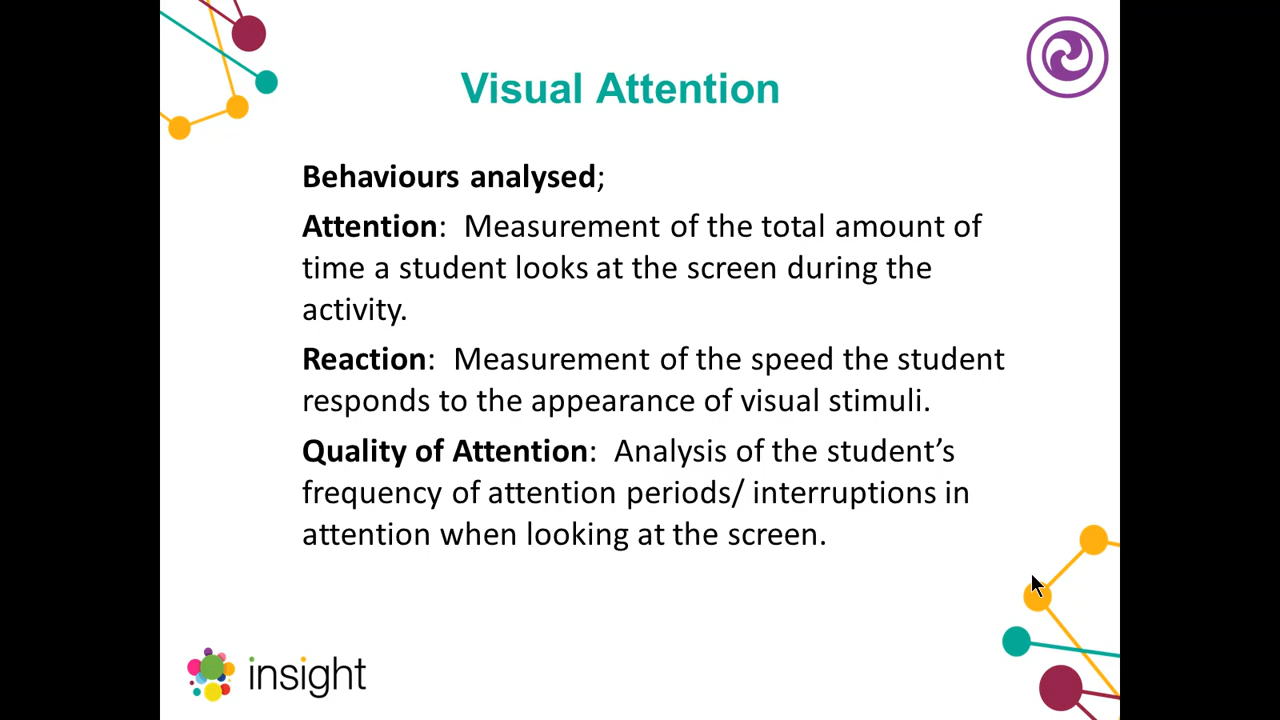 Visual Attention
Behaviours analysed;
Attention:  Measurement of the total amount of
time a student looks at the screen during the
activity.
Reaction:  Measurement of the speed the student
responds to the appearance of visual stimuli.
Quality of Attention:  Analysis of the student’s
frequency of attention periods/ interruptions in
attention when looking at the screen.
insight